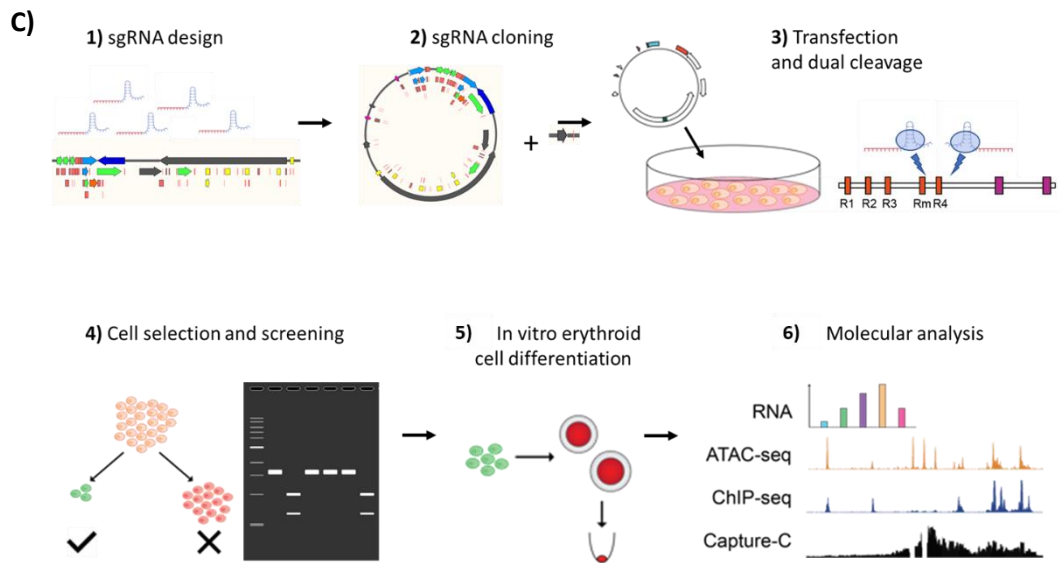 C)
1) sgRNA design
2) sgRNA cloning
3) Transfection
and dual cleavage
+
R1 R2 R3 Rm R4
4) Cell selection and screening
5) In vitro erythroid
cell differentiation
6) Molecular analysis
RNA
ATAC-seq
ChIP-seq
Capture-C